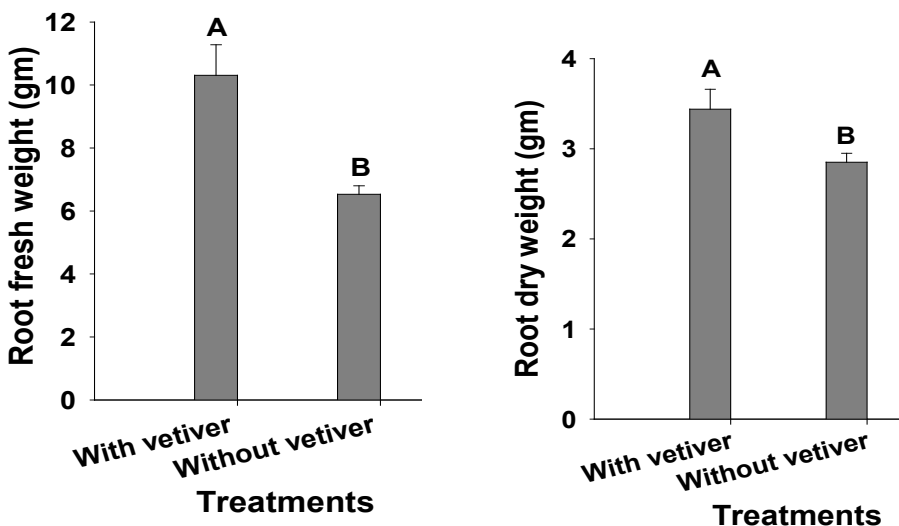 Root fresh weight (gm)
12
10
8
6
4
2
0
A
B
With vetiver
Without vetiver
Treatments
Root dry weight (gm)
4
3
2
1
0
A
B
With vetiver
Without vetiver
Treatments